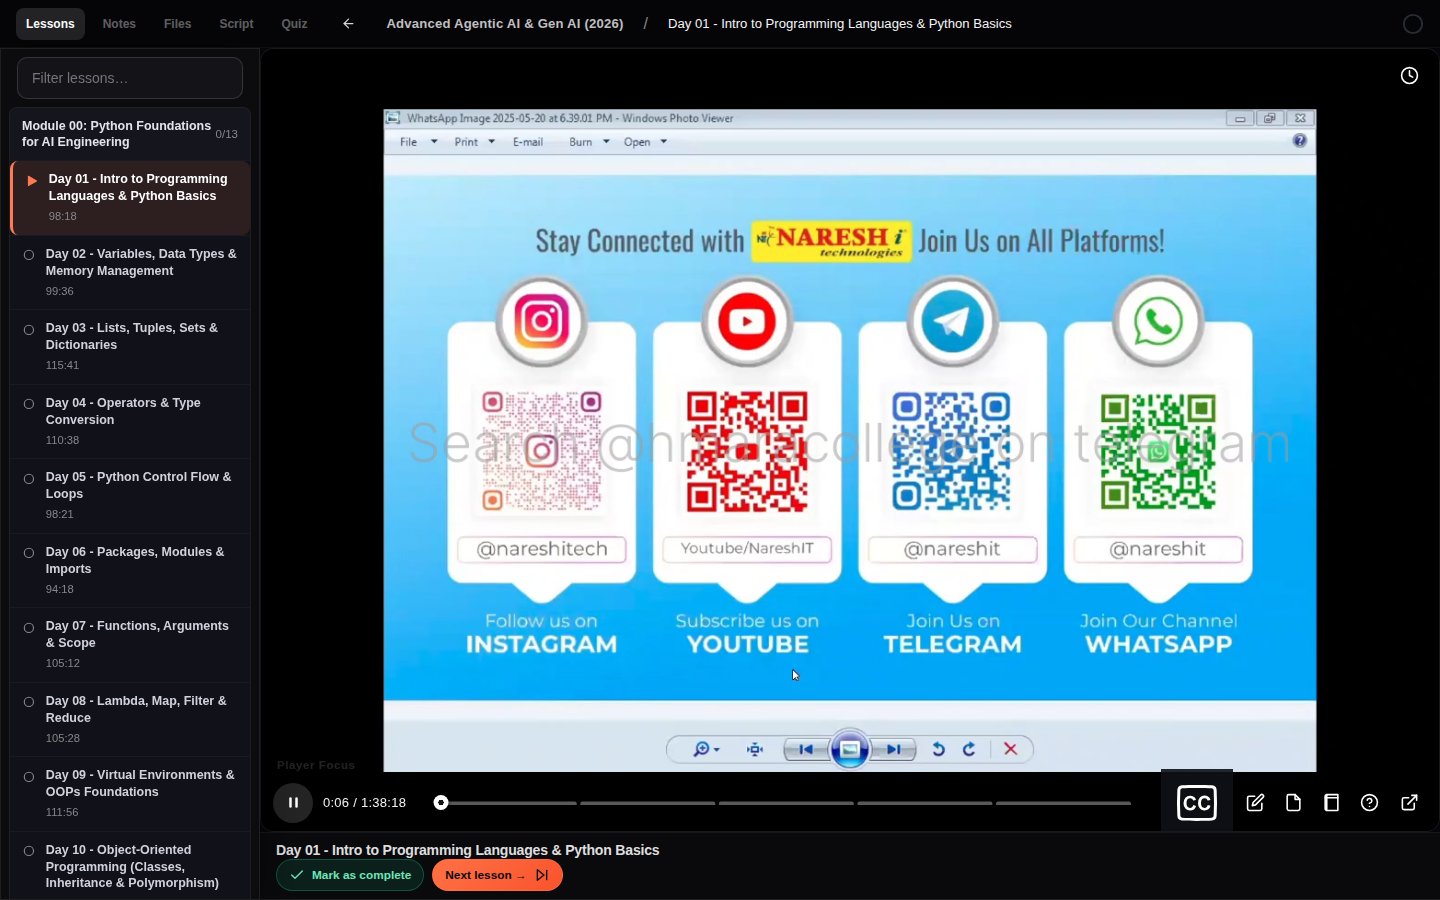 Lessons
Notes
Files
Script
Quiz
Advanced Agentic AI & Gen AI (2026)
/
Day 01 - Intro to Programming Languages & Python Basics
Filter lessons…
Module 00: Python Foundations
for AI Engineering
0/13
Day 01 - Intro to Programming
Languages & Python Basics
98:18
Day 02 - Variables, Data Types &
Memory Management
99:36
Day 03 - Lists, Tuples, Sets &
Dictionaries
115:41
Day 04 - Operators & Type
Conversion
110:38
Day 05 - Python Control Flow &
Loops
98:21
Day 06 - Packages, Modules &
Imports
94:18
Day 07 - Functions, Arguments
& Scope
105:12
Day 08 - Lambda, Map, Filter &
Reduce
105:28
Day 09 - Virtual Environments &
OOPs Foundations
111:56
Day 10 - Object-Oriented
Programming (Classes,
Inheritance & Polymorphism)
WhatsApp Image 2025-05-20 at 6.39.01 PM - Windows Photo Viewer
File
Print
E-mail
Burn
Open
Stay Connected with NARESH i technologies Join Us on All Platforms!
Search @hmaracollege on telegram
@nareshitech
Youtube/NareshIT
@nareshit
@nareshit
Follow us on
INSTAGRAM
Subscribe us on
YOUTUBE
Join Us on
TELEGRAM
Join Our Channel
WHATSAPP
Player Focus
0:06 / 1:38:18
CC
Day 01 - Intro to Programming Languages & Python Basics
Mark as complete
Next lesson →